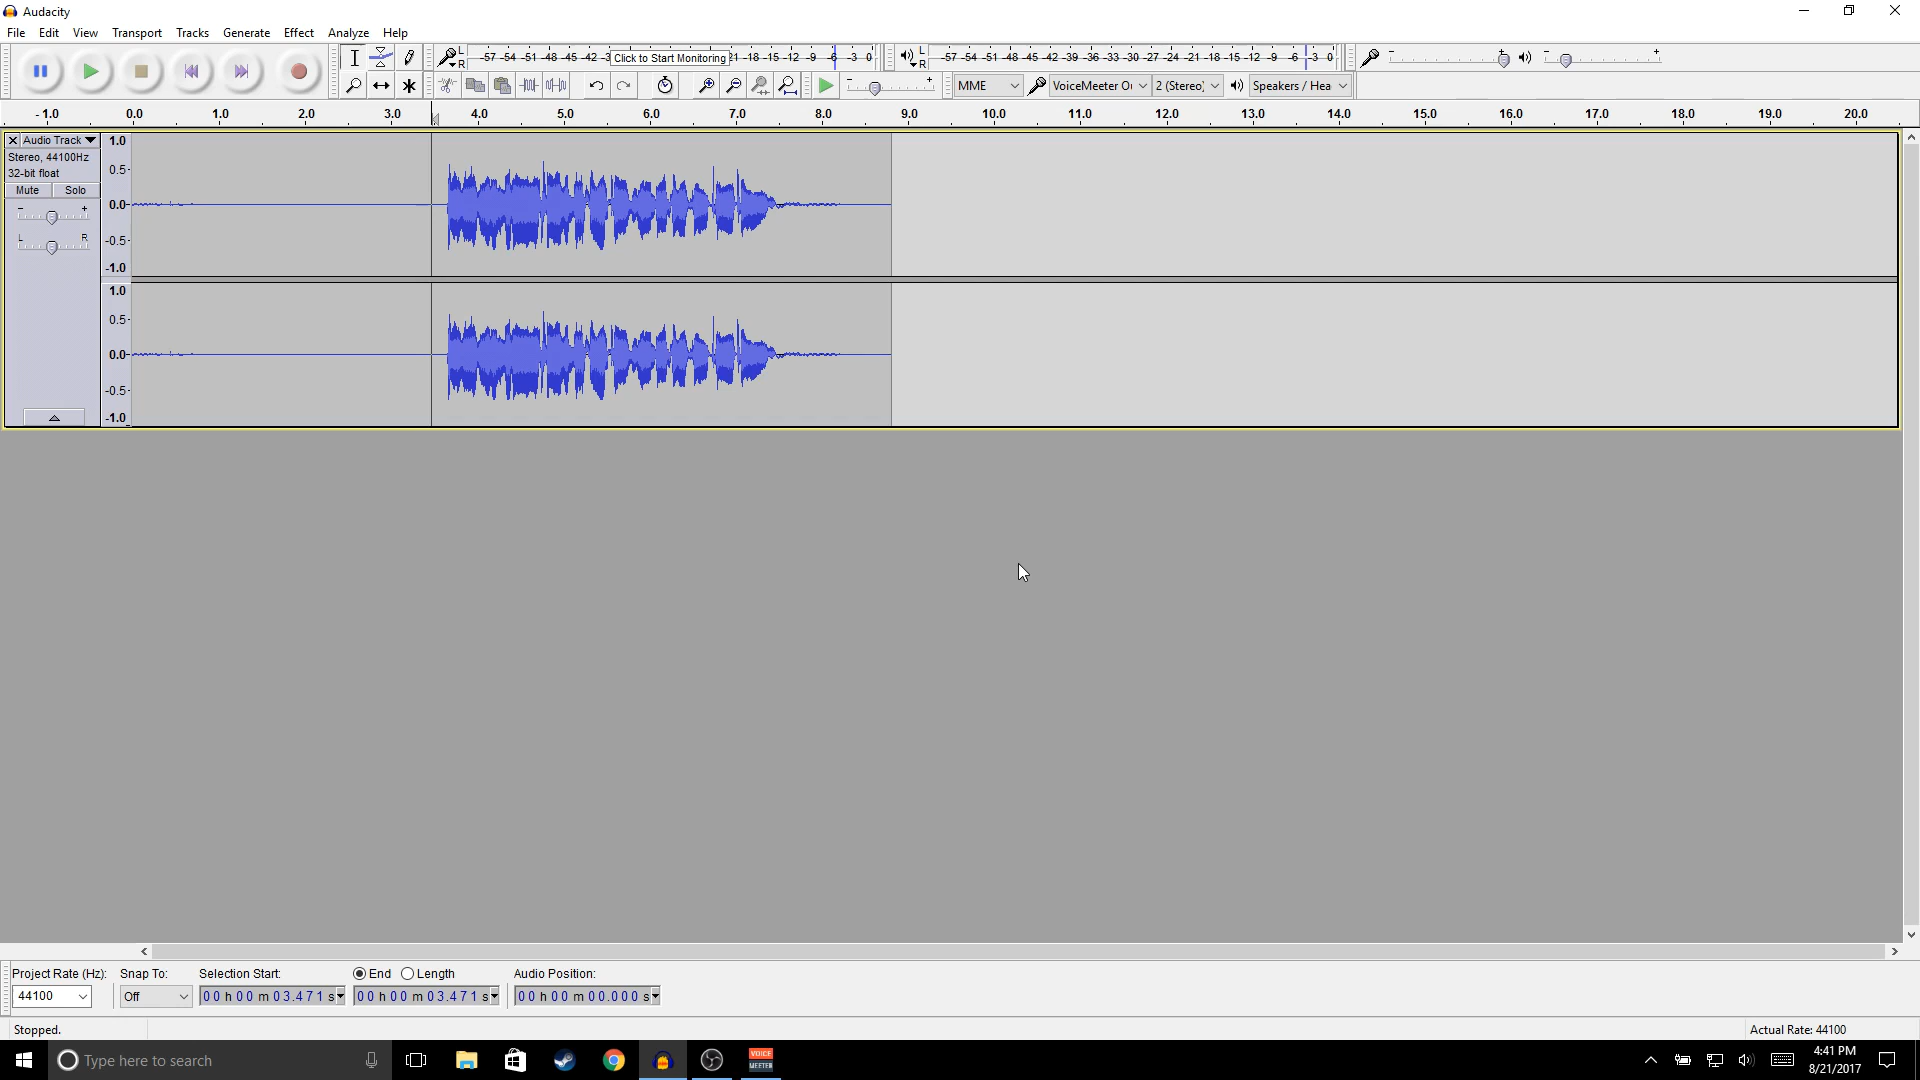 Audacity
File Edit View Transport Tracks Generate Effect Analyze Help
L
R
-57 -54 -51 -48 -45 -42 -3 Click to Start Monitoring 21 -18 -15 -12 -9 -6 -3 0
L
R
-57 -54 -51 -48 -45 -42 -39 -36 -33 -30 -27 -24 -21 -18 -15 -12 -9 -6 -3 0
- +
- +
- +
MME
VoiceMeeter Ou
2 (Stereo)
Speakers / Hea
-1.0 0.0 1.0 2.0 3.0 4.0 5.0 6.0 7.0 8.0 9.0 10.0 11.0 12.0 13.0 14.0 15.0 16.0 17.0 18.0 19.0 20.0
Audio Track
Stereo, 44100Hz
32-bit float
Mute Solo
- +
L R
1.0
0.5
0.0
-0.5
-1.0
1.0
0.5
0.0
-0.5
-1.0
Project Rate (Hz): Snap To: Selection Start: End Length Audio Position:
44100 Off 00 h 00 m 03.471 s 00 h 00 m 03.471 s 00 h 00 m 00.000 s
Stopped.
Actual Rate: 44100
Type here to search
VOICE
MEETER
4:41 PM
8/21/2017